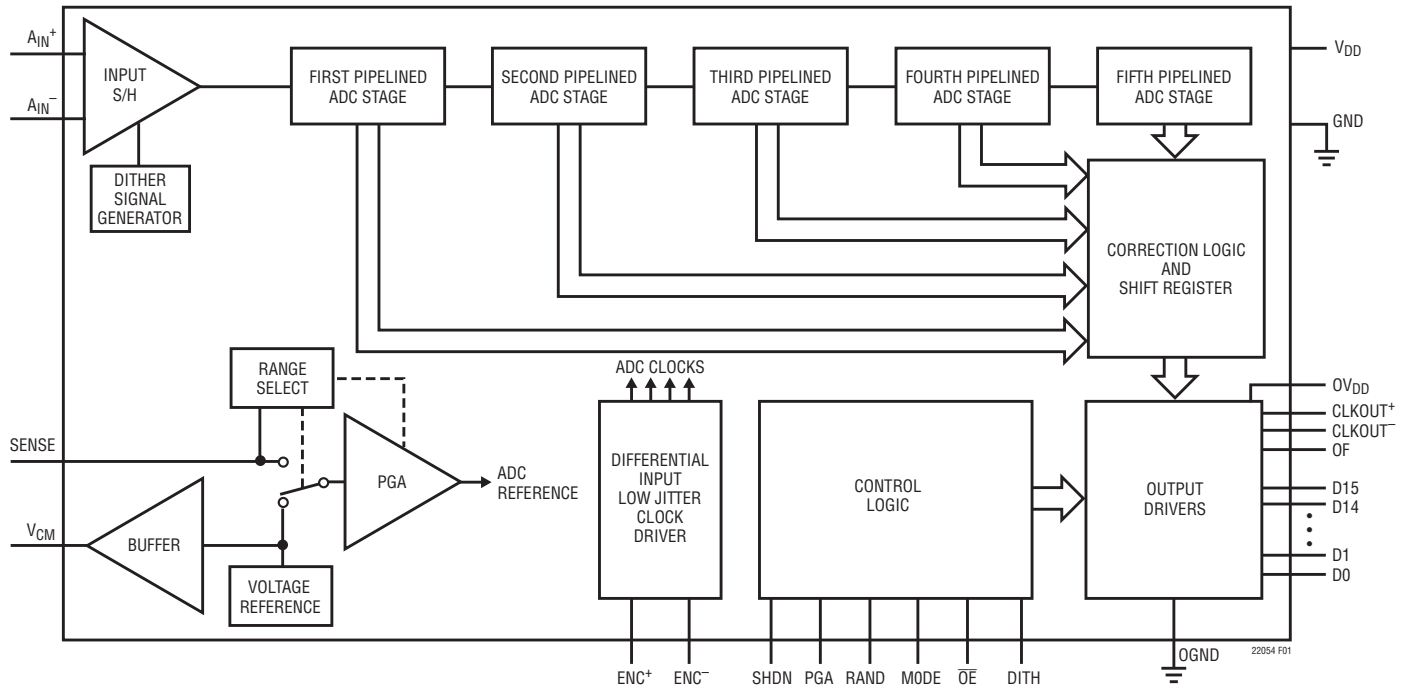 AIN+
AIN−
INPUT
S/H
DITHER
SIGNAL
GENERATOR
FIRST PIPELINED
ADC STAGE
SECOND PIPELINED
ADC STAGE
THIRD PIPELINED
ADC STAGE
FOURTH PIPELINED
ADC STAGE
FIFTH PIPELINED
ADC STAGE
VDD
GND
CORRECTION LOGIC
AND
SHIFT REGISTER
RANGE
SELECT
SENSE
PGA
ADC
REFERENCE
VCM
BUFFER
VOLTAGE
REFERENCE
ADC CLOCKS
DIFFERENTIAL
INPUT
LOW JITTER
CLOCK
DRIVER
CONTROL
LOGIC
OUTPUT
DRIVERS
OVDD
CLKOUT+
CLKOUT−
OF
D15
D14
D1
D0
OGND
22054 F01
ENC+
ENC−
SHDN
PGA
RAND
MODE
O̅E̅
DITH